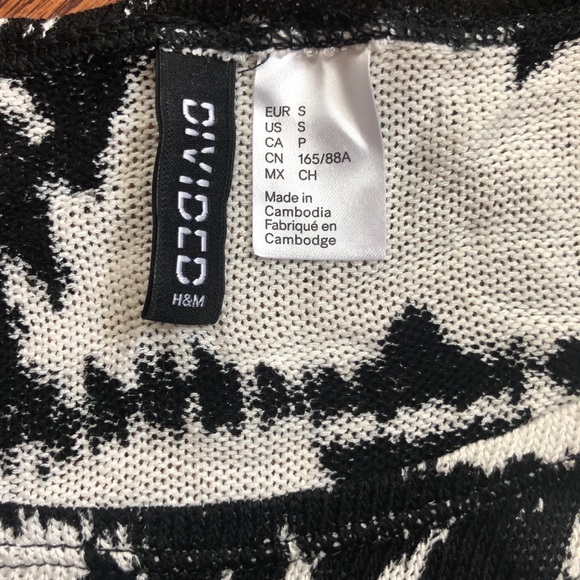 DIVIDED
H&M
EUR S
US S
CA P
CN 165/88A
MX CH
Made in
Cambodia
Fabriqué en
Cambodge